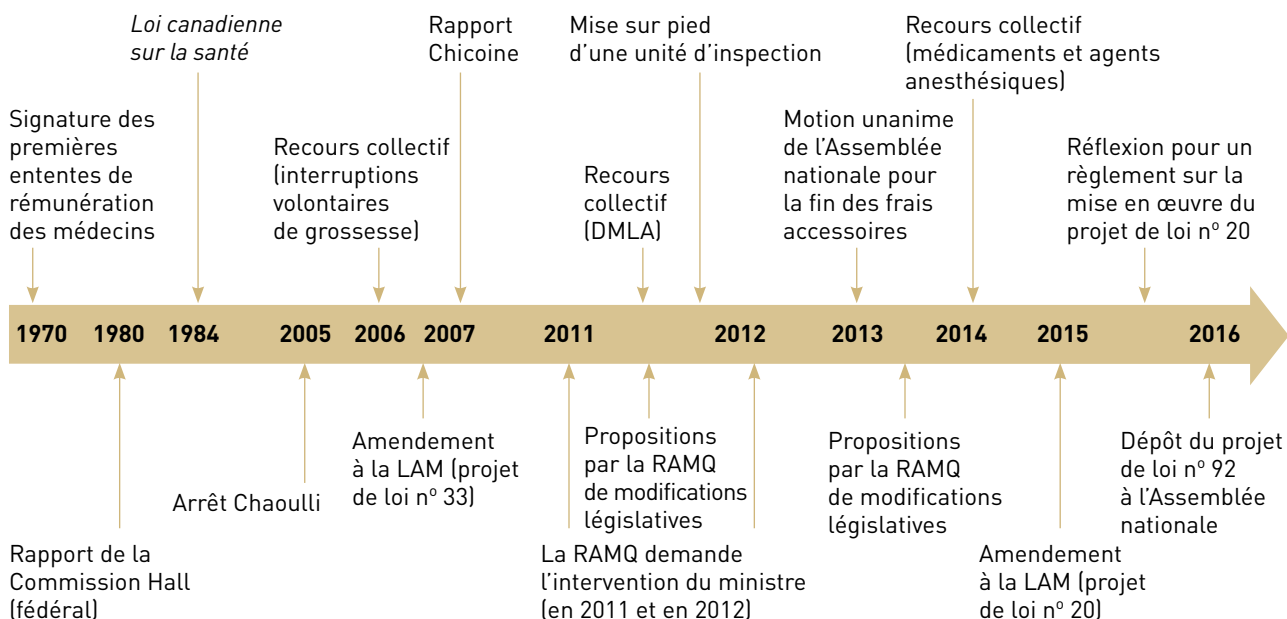 Loi canadienne
sur la santé
Rapport
Chicoine
Mise sur pied
d’une unité d’inspection
Recours collectif
(médicaments et agents
anesthésiques)
Signature des
premières
ententes de
rémunération
des médecins
Recours collectif
(interruptions
volontaires
de grossesse)
Recours
collectif
(DMLA)
Motion unanime
de l’Assemblée
nationale pour
la fin des frais
accessoires
Réflexion pour un
règlement sur la
mise en œuvre du
projet de loi nº 20
1970 1980 1984 2005 2006 2007 2011 2012 2013 2014 2015 2016
Rapport de la
Commission Hall
(fédéral)
Arrêt Chaoulli
Amendement
à la LAM (projet
de loi nº 33)
La RAMQ demande
l’intervention du ministre
(en 2011 et en 2012)
Propositions
par la RAMQ
de modifications
législatives
Propositions
par la RAMQ
de modifications
législatives
Amendement
à la LAM (projet
de loi nº 20)
Dépôt du projet
de loi nº 92
à l’Assemblée
nationale